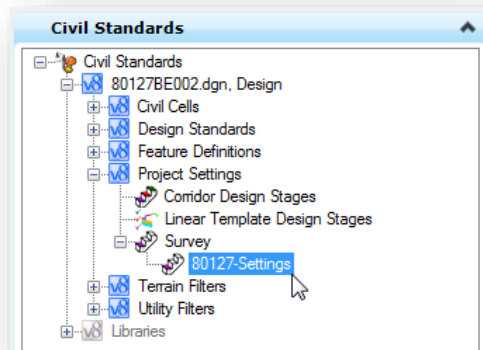 Civil Standards
Civil Standards
80127BE002.dgn, Design
Civil Cells
Design Standards
Feature Definitions
Project Settings
Corridor Design Stages
Linear Template Design Stages
Survey
80127-Settings
Terrain Filters
Utility Filters
Libraries